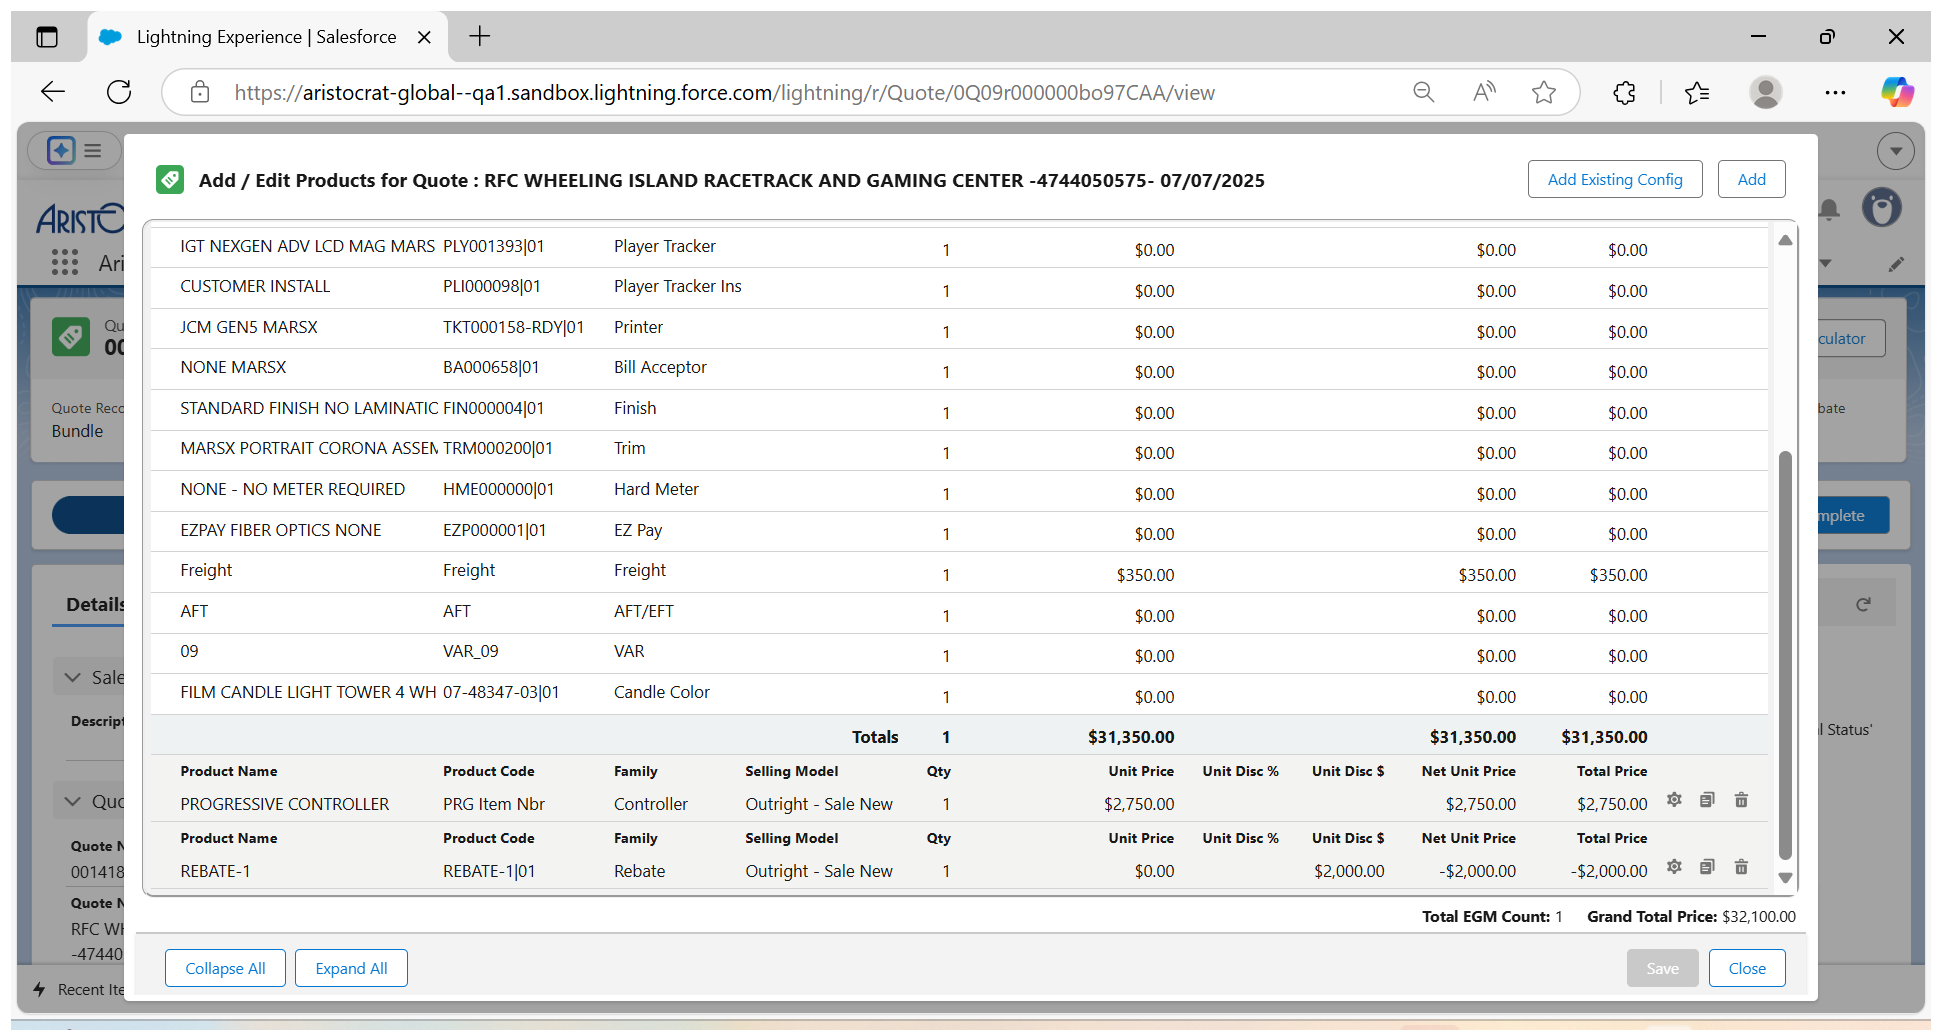 Lightning Experience | Salesforce
https://aristocrat-global--qa1.sandbox.lightning.force.com/lightning/r/Quote/0Q09r000000bo97CAA/view
Add / Edit Products for Quote : RFC WHEELING ISLAND RACETRACK AND GAMING CENTER -4744050575- 07/07/2025
Add Existing Config
Add
IGT NEXGEN ADV LCD MAG MARS PLY001393|01 Player Tracker 1 $0.00 $0.00 $0.00
CUSTOMER INSTALL PLI000098|01 Player Tracker Ins 1 $0.00 $0.00 $0.00
JCM GEN5 MARSX TKT000158-RDY|01 Printer 1 $0.00 $0.00 $0.00
NONE MARSX BA000658|01 Bill Acceptor 1 $0.00 $0.00 $0.00
STANDARD FINISH NO LAMINATIC FIN000004|01 Finish 1 $0.00 $0.00 $0.00
MARSX PORTRAIT CORONA ASSEM TRM000200|01 Trim 1 $0.00 $0.00 $0.00
NONE - NO METER REQUIRED HME000000|01 Hard Meter 1 $0.00 $0.00 $0.00
EZPAY FIBER OPTICS NONE EZP000001|01 EZ Pay 1 $0.00 $0.00 $0.00
Freight Freight Freight 1 $350.00 $350.00 $350.00
AFT AFT AFT/EFT 1 $0.00 $0.00 $0.00
09 VAR_09 VAR 1 $0.00 $0.00 $0.00
FILM CANDLE LIGHT TOWER 4 WH 07-48347-03|01 Candle Color 1 $0.00 $0.00 $0.00
Totals 1 $31,350.00 $31,350.00 $31,350.00
Product Name Product Code Family Selling Model Qty Unit Price Unit Disc % Unit Disc $ Net Unit Price Total Price
PROGRESSIVE CONTROLLER PRG Item Nbr Controller Outright - Sale New 1 $2,750.00 $2,750.00 $2,750.00
Product Name Product Code Family Selling Model Qty Unit Price Unit Disc % Unit Disc $ Net Unit Price Total Price
REBATE-1 REBATE-1|01 Rebate Outright - Sale New 1 $0.00 $2,000.00 -$2,000.00 -$2,000.00
Total EGM Count: 1 Grand Total Price: $32,100.00
Collapse All
Expand All
Save
Close
ARISTO
Ari
Qu
00
culator
Quote Reco
bate
Bundle
mplete
Details
Sale
Descript
l Status'
Quo
Quote N
001418
Quote N
RFC WH
-47440
Recent Ite